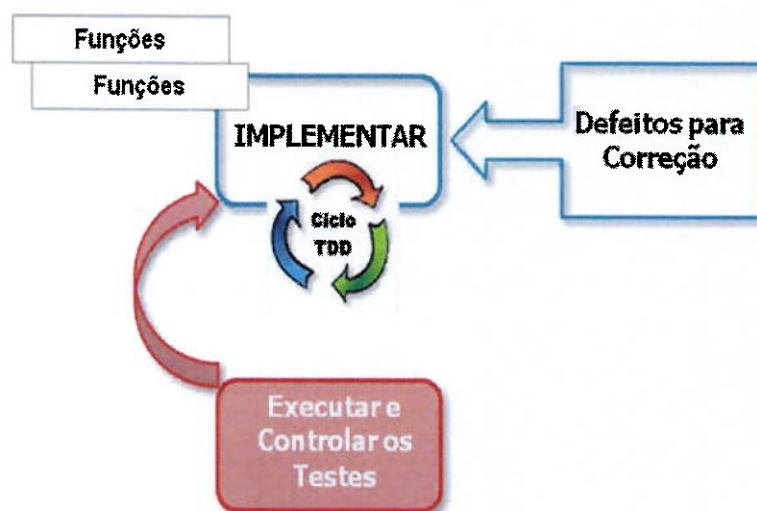 Funções
Funções
IMPLEMENTAR
Defeitos para
Correção
Ciclo
TDD
Executar e
Controlar os
Testes